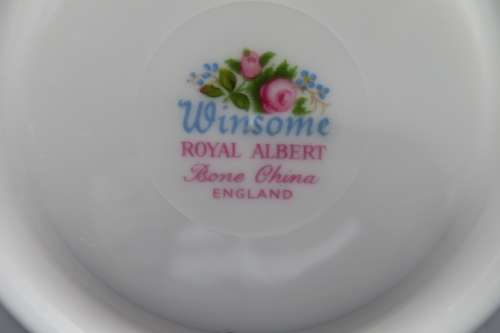 Winsome
ROYAL ALBERT
Bone China
ENGLAND